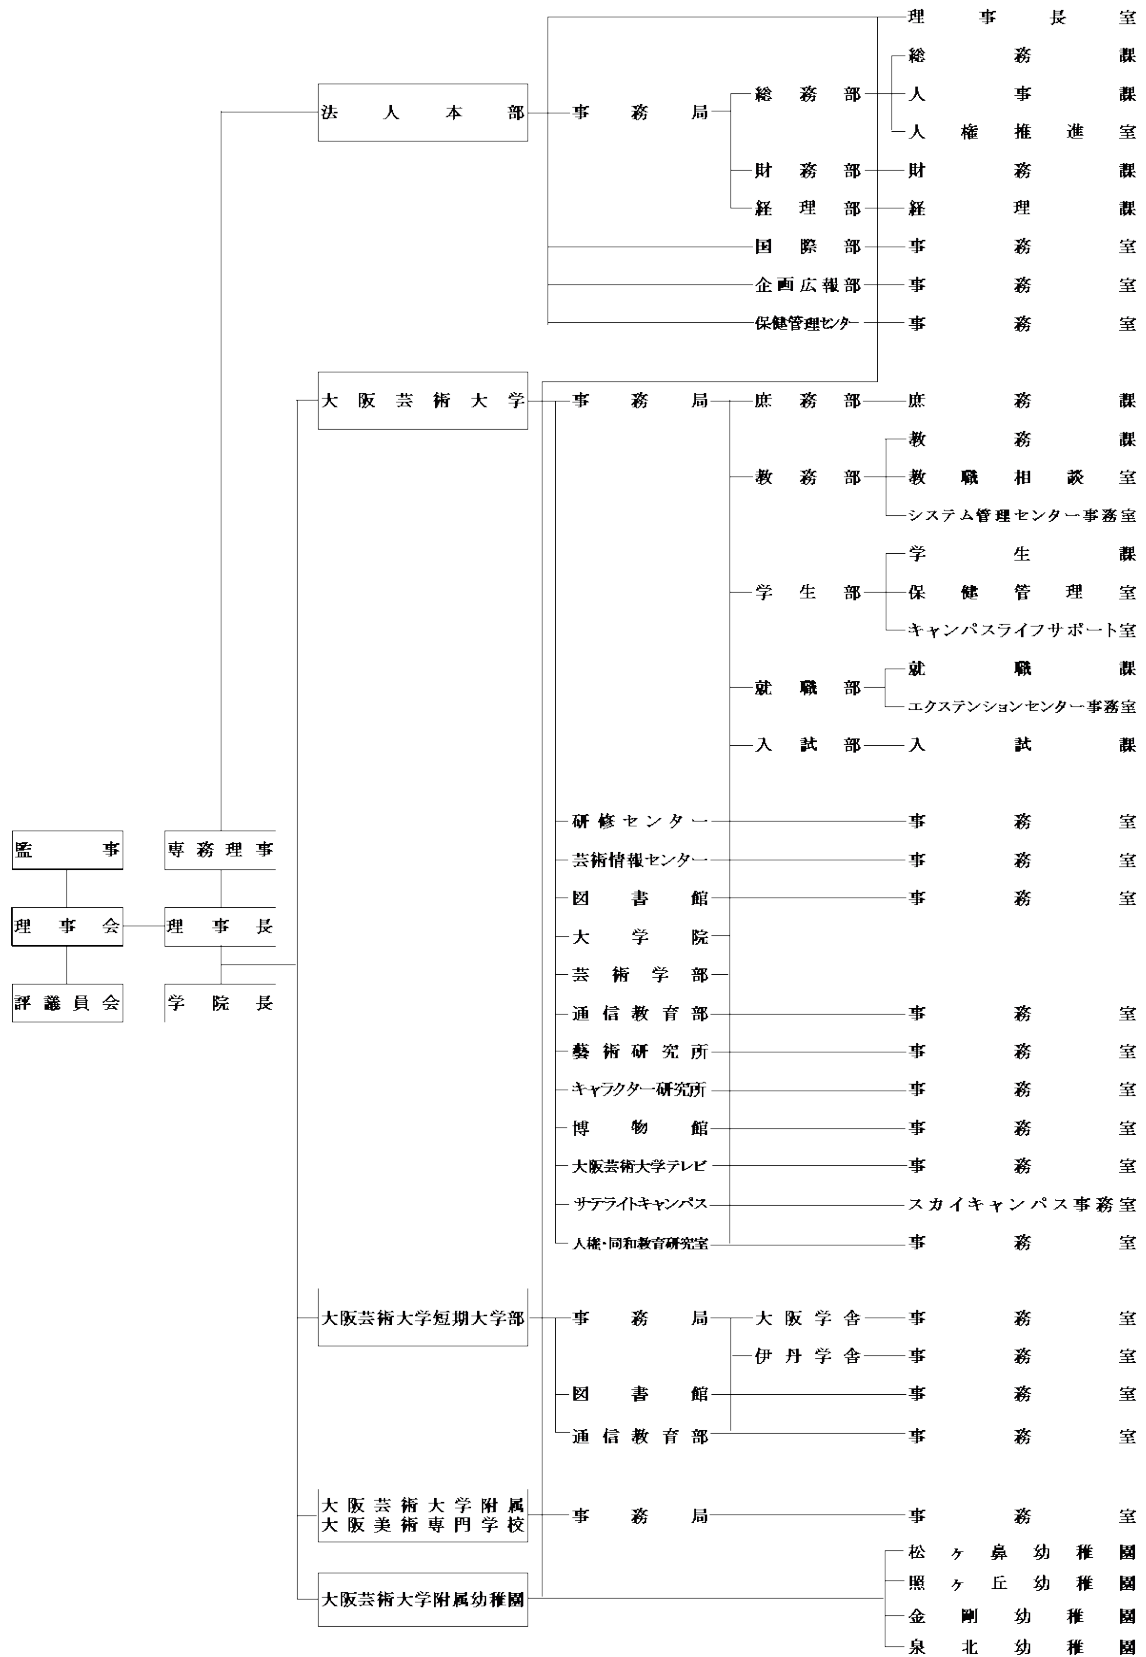 理事長室
総務課
総務部 人事課
法人本部 事務局
人権推進室
財務部 財務課
経理部 経理課
国際部 事務室
企画広報部 事務室
保健管理センター 事務室
大阪芸術大学 事務局 庶務部 庶務課
教務課
教務部 教職相談室
システム管理センター事務室
学生課
学生部 保健管理室
キャンパスライフサポート室
就職課
就職部
エクステンションセンター事務室
入試部 入試課
研修センター 事務室
監事 専務理事
芸術情報センター 事務室
図書館 事務室
理事会 理事長
大学院
芸術学部
評議員会 学院長
通信教育部 事務室
藝術研究所 事務室
キャラクター研究所 事務室
博物館 事務室
大阪芸術大学テレビ 事務室
サテライトキャンパス スカイキャンパス事務室
人権・同和教育研究室 事務室
大阪芸術大学短期大学部 事務局 大阪学舎 事務室
伊丹学舎 事務室
図書館 事務室
通信教育部 事務室
大阪芸術大学附属
大阪美術専門学校 事務局 事務室
松ヶ鼻幼稚園
照ヶ丘幼稚園
大阪芸術大学附属幼稚園
金剛幼稚園
泉北幼稚園